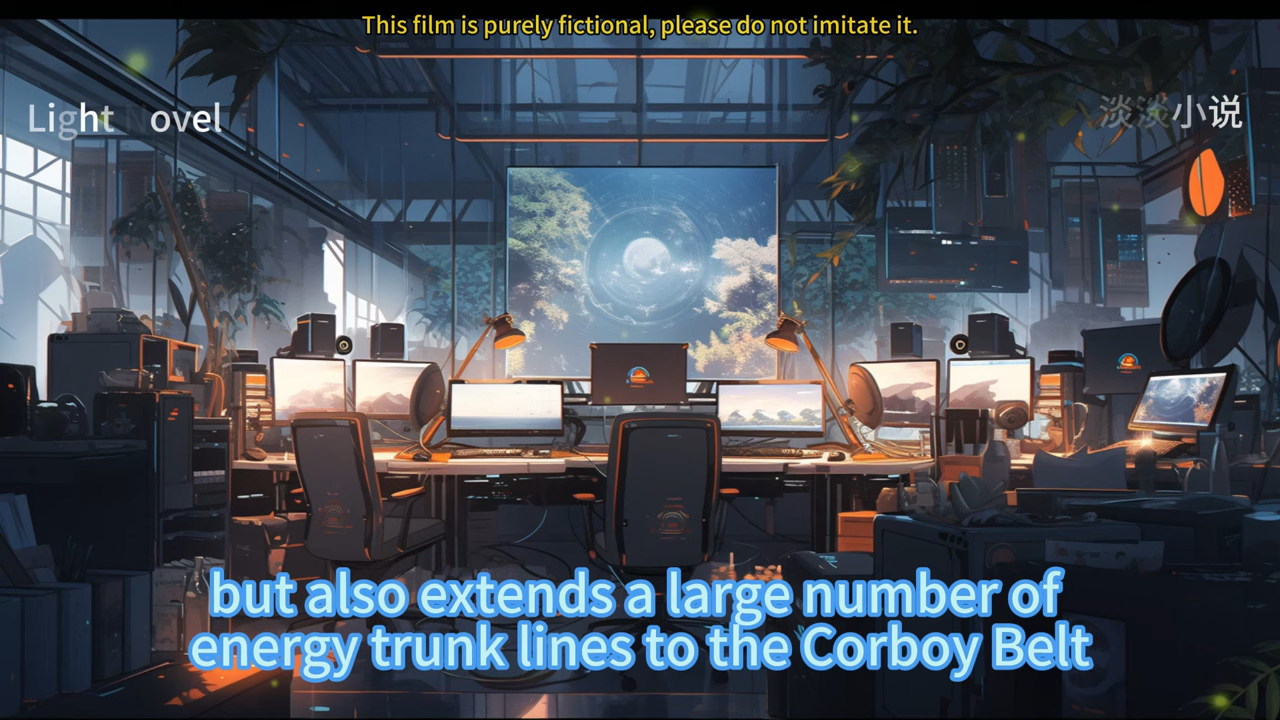 This film is purely fictional, please do not imitate it.
Light Novel
淡淡小说
but also extends a large number of
energy trunk lines to the Corboy Belt